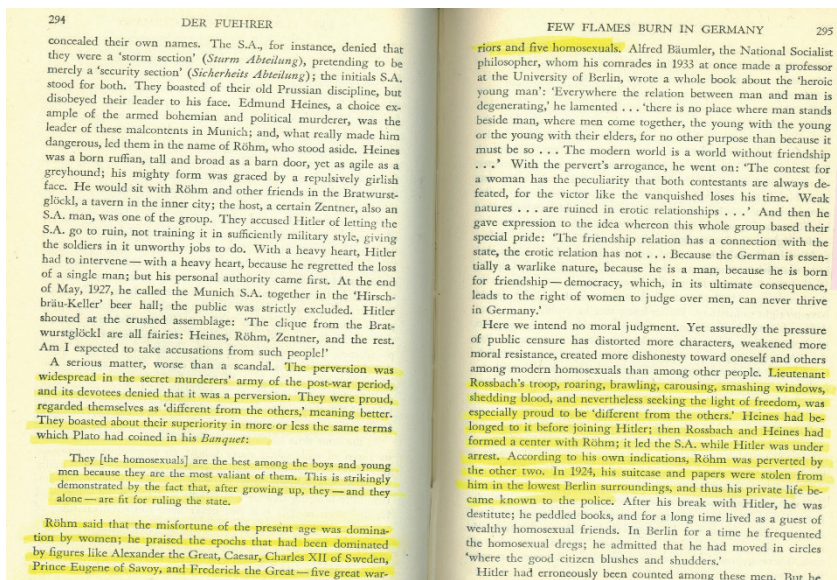 294
DER FUEHRER
concealed their own names. The S.A., for instance, denied that
they were a 'storm section' (Sturm Abteilung), pretending to be
merely a 'security section' (Sicherheits Abteilung); the initials S.A.
stood for both. They boasted of their old Prussian discipline, but
disobeyed their leader to his face. Edmund Heines, a choice ex-
ample of the armed bohemian and political murderer, was the
leader of these malcontents in Munich; and, what really made him
dangerous, led them in the name of Röhm, who stood aside. Heines
was a born ruffian, tall and broad as a barn door, yet as agile as a
greyhound; his mighty form was graced by a repulsively girlish
face. He would sit with Röhm and other friends in the Bratwurst-
glöckl, a tavern in the inner city; the host, a certain Zentner, also an
S.A. man, was one of the group. They accused Hitler of letting the
S.A. go to ruin, not training it in sufficiently military style, giving
the soldiers in it unworthy jobs to do. With a heavy heart, Hitler
had to intervene — with a heavy heart, because he regretted the loss
of a single man; but his personal authority came first. At the end
of May, 1927, he called the Munich S.A. together in the 'Hirsch-
bräu-Keller' beer hall; the public was strictly excluded. Hitler
shouted at the crushed assemblage: 'The clique from the Brat-
wurstglöckl are all fairies: Heines, Röhm, Zentner, and the rest.
Am I expected to take accusations from such people!'
A serious matter, worse than a scandal. The perversion was
widespread in the secret murderers' army of the post-war period,
and its devotees denied that it was a perversion. They were proud,
regarded themselves as 'different from the others,' meaning better.
They boasted about their superiority in more or less the same terms
which Plato had coined in his Banquet:
They [the homosexuals] are the best among the boys and young
men because they are the most valiant of them. This is strikingly
demonstrated by the fact that, after growing up, they — and they
alone — are fit for ruling the state.
Röhm said that the misfortune of the present age was domina-
tion by women; he praised the epochs that had been dominated
by figures like Alexander the Great, Caesar, Charles XII of Sweden,
Prince Eugene of Savoy, and Frederick the Great — five great war-
FEW FLAMES BURN IN GERMANY
295
riors and five homosexuals. Alfred Bäumler, the National Socialist
philosopher, whom his comrades in 1933 at once made a professor
at the University of Berlin, wrote a whole book about the 'heroic
young man': 'Everywhere the relation between man and man is
degenerating,' he lamented . . . 'there is no place where man stands
beside man, where men come together, the young with the young
or the young with their elders, for no other purpose than because it
must be so . . . The modern world is a world without friendship
. . .' With the pervert's arrogance, he went on: 'The contest for
a woman has the peculiarity that both contestants are always de-
feated, for the victor like the vanquished loses his time. Weak
natures . . . are ruined in erotic relationships . . .' And then he
gave expression to the idea whereon this whole group based their
special pride: 'The friendship relation has a connection with the
state, the erotic relation has not . . . Because the German is essen-
tially a warlike nature, because he is a man, because he is born
for friendship — democracy, which, in its ultimate consequence,
leads to the right of women to judge over men, can never thrive
in Germany.'
Here we intend no moral judgment. Yet assuredly the pressure
of public censure has distorted more characters, weakened more
moral resistance, created more dishonesty toward oneself and others
among modern homosexuals than among other people. Lieutenant
Rossbach's troop, roaring, brawling, carousing, smashing windows,
shedding blood, and nevertheless seeking the light of freedom, was
especially proud to be 'different from the others.' Heines had be-
longed to it before joining Hitler; then Rossbach and Heines had
formed a center with Röhm; it led the S.A. while Hitler was under
arrest. According to his own indications, Röhm was perverted by
the other two. In 1924, his suitcase and papers were stolen from
him in the lowest Berlin surroundings, and thus his private life be-
came known to the police. After his break with Hitler, he was
destitute; he peddled books, and for a long time lived as a guest of
wealthy homosexual friends. In Berlin for a time he frequented
the homosexual dregs; he admitted that he had moved in circles
'where the good citizen blushes and shudders.'
Hitler had erroneously been counted among these men. But he